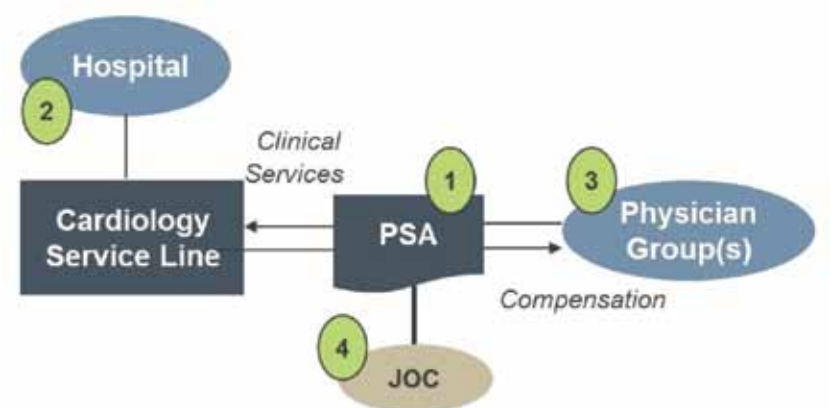 Hospital
2
Clinical
Services
1
3
Cardiology
Service Line
PSA
Physician
Group(s)
Compensation
4
JOC